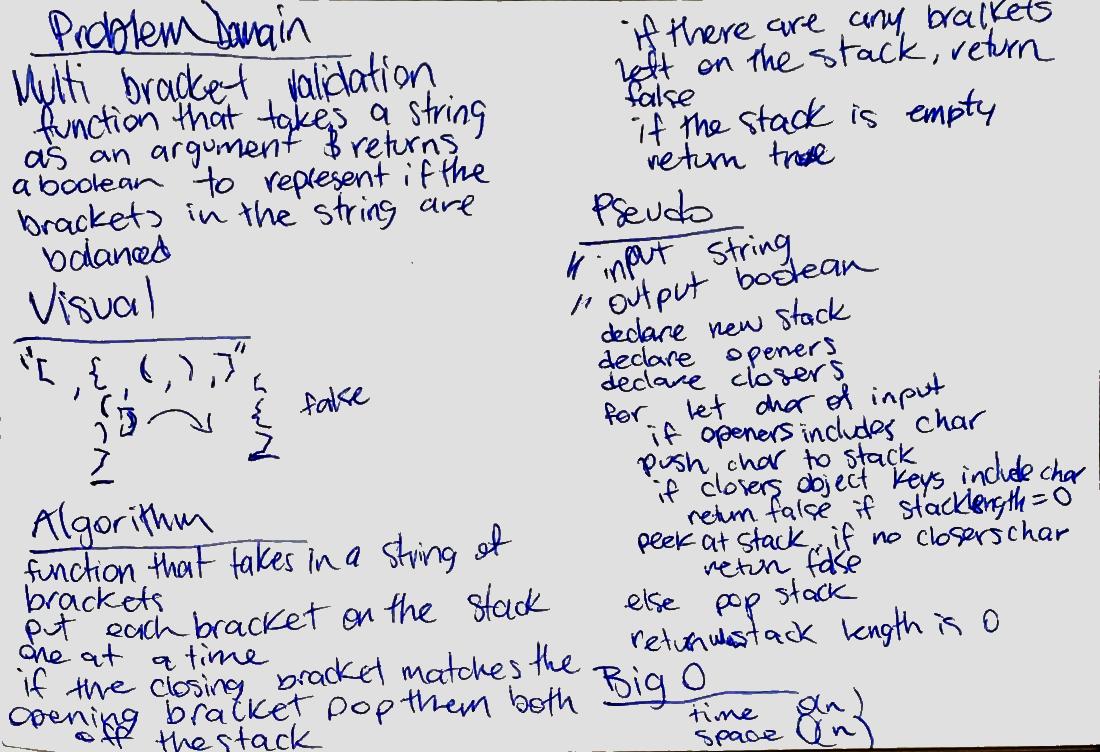 Problem Domain
Multi bracket validation
function that takes a string
as an argument & returns
a boolean to represent if the
brackets in the string are
balanced
Visual
"[ , { , ( , ) , ]"
false
Algorithm
function that takes in a string of
brackets
put each bracket on the stack
one at a time
if the closing bracket matches the
opening bracket pop them both
off the stack
if there are any brackets
left on the stack, return
false
if the stack is empty
return true
Pseudo
// input string
// output boolean
declare new stack
declare openers
declare closers
for let char of input
if openers includes char
push char to stack
if closers object keys include char
return false if stack length = 0
peek at stack, if no closers char
return false
else pop stack
return stack length is 0
Big O
time O(n)
space O(n)